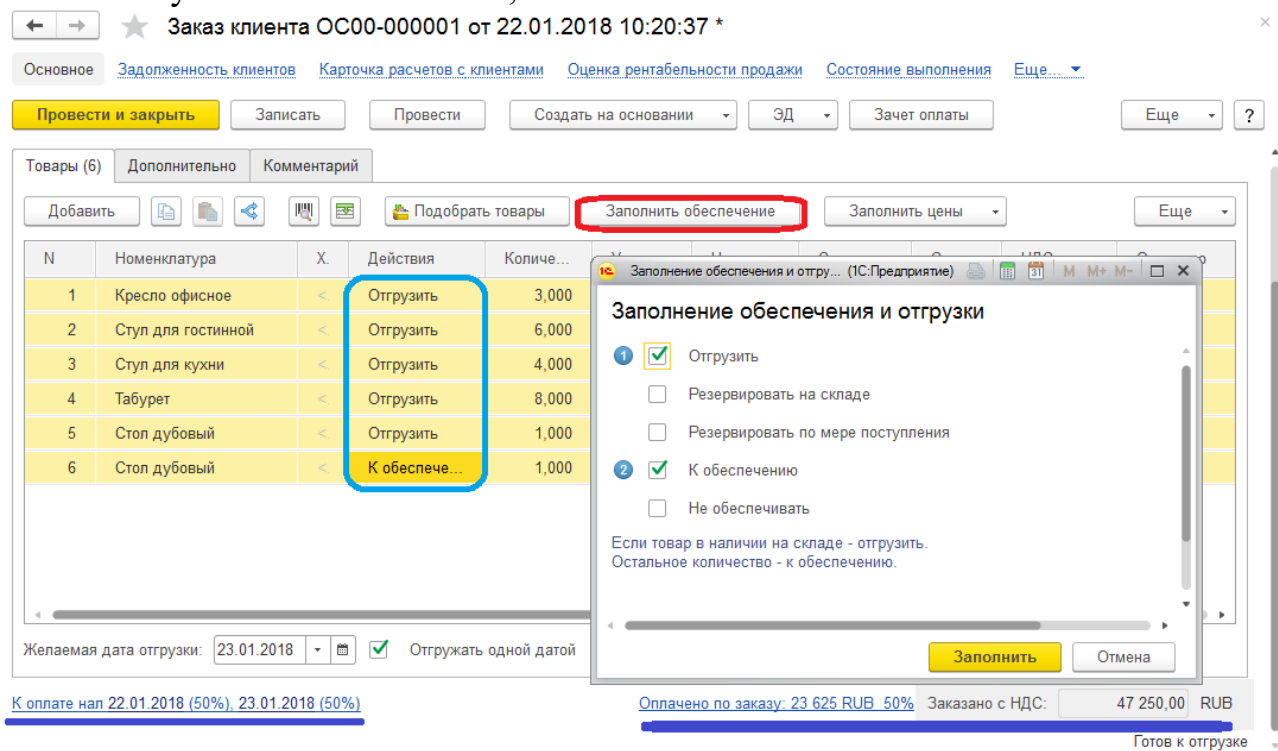 Заказ клиента ОС00-000001 от 22.01.2018 10:20:37 *
Основное Задолженность клиентов Карточка расчетов с клиентами Оценка рентабельности продажи Состояние выполнения Еще...
Провести и закрыть Записать Провести Создать на основании ЭД Зачет оплаты Еще ?
Товары (6) Дополнительно Комментарий
Добавить Подобрать товары Заполнить обеспечение Заполнить цены Еще
N Номенклатура Х. Действия Количе...
1 Кресло офисное <. Отгрузить 3,000
2 Стул для гостинной <. Отгрузить 6,000
3 Стул для кухни <. Отгрузить 4,000
4 Табурет <. Отгрузить 8,000
5 Стол дубовый <. Отгрузить 1,000
6 Стол дубовый <. К обеспече... 1,000
Заполнение обеспечения и отгру... (1С:Предприятие) 31 M M+ M-
Заполнение обеспечения и отгрузки
1 Отгрузить
Резервировать на складе
Резервировать по мере поступления
2 К обеспечению
Не обеспечивать
Если товар в наличии на складе - отгрузить.
Остальное количество - к обеспечению.
Заполнить Отмена
Желаемая дата отгрузки: 23.01.2018 Отгружать одной датой
К оплате нал 22.01.2018 (50%), 23.01.2018 (50%) Оплачено по заказу: 23 625 RUB 50% Заказано с НДС: 47 250,00 RUB
Готов к отгрузке